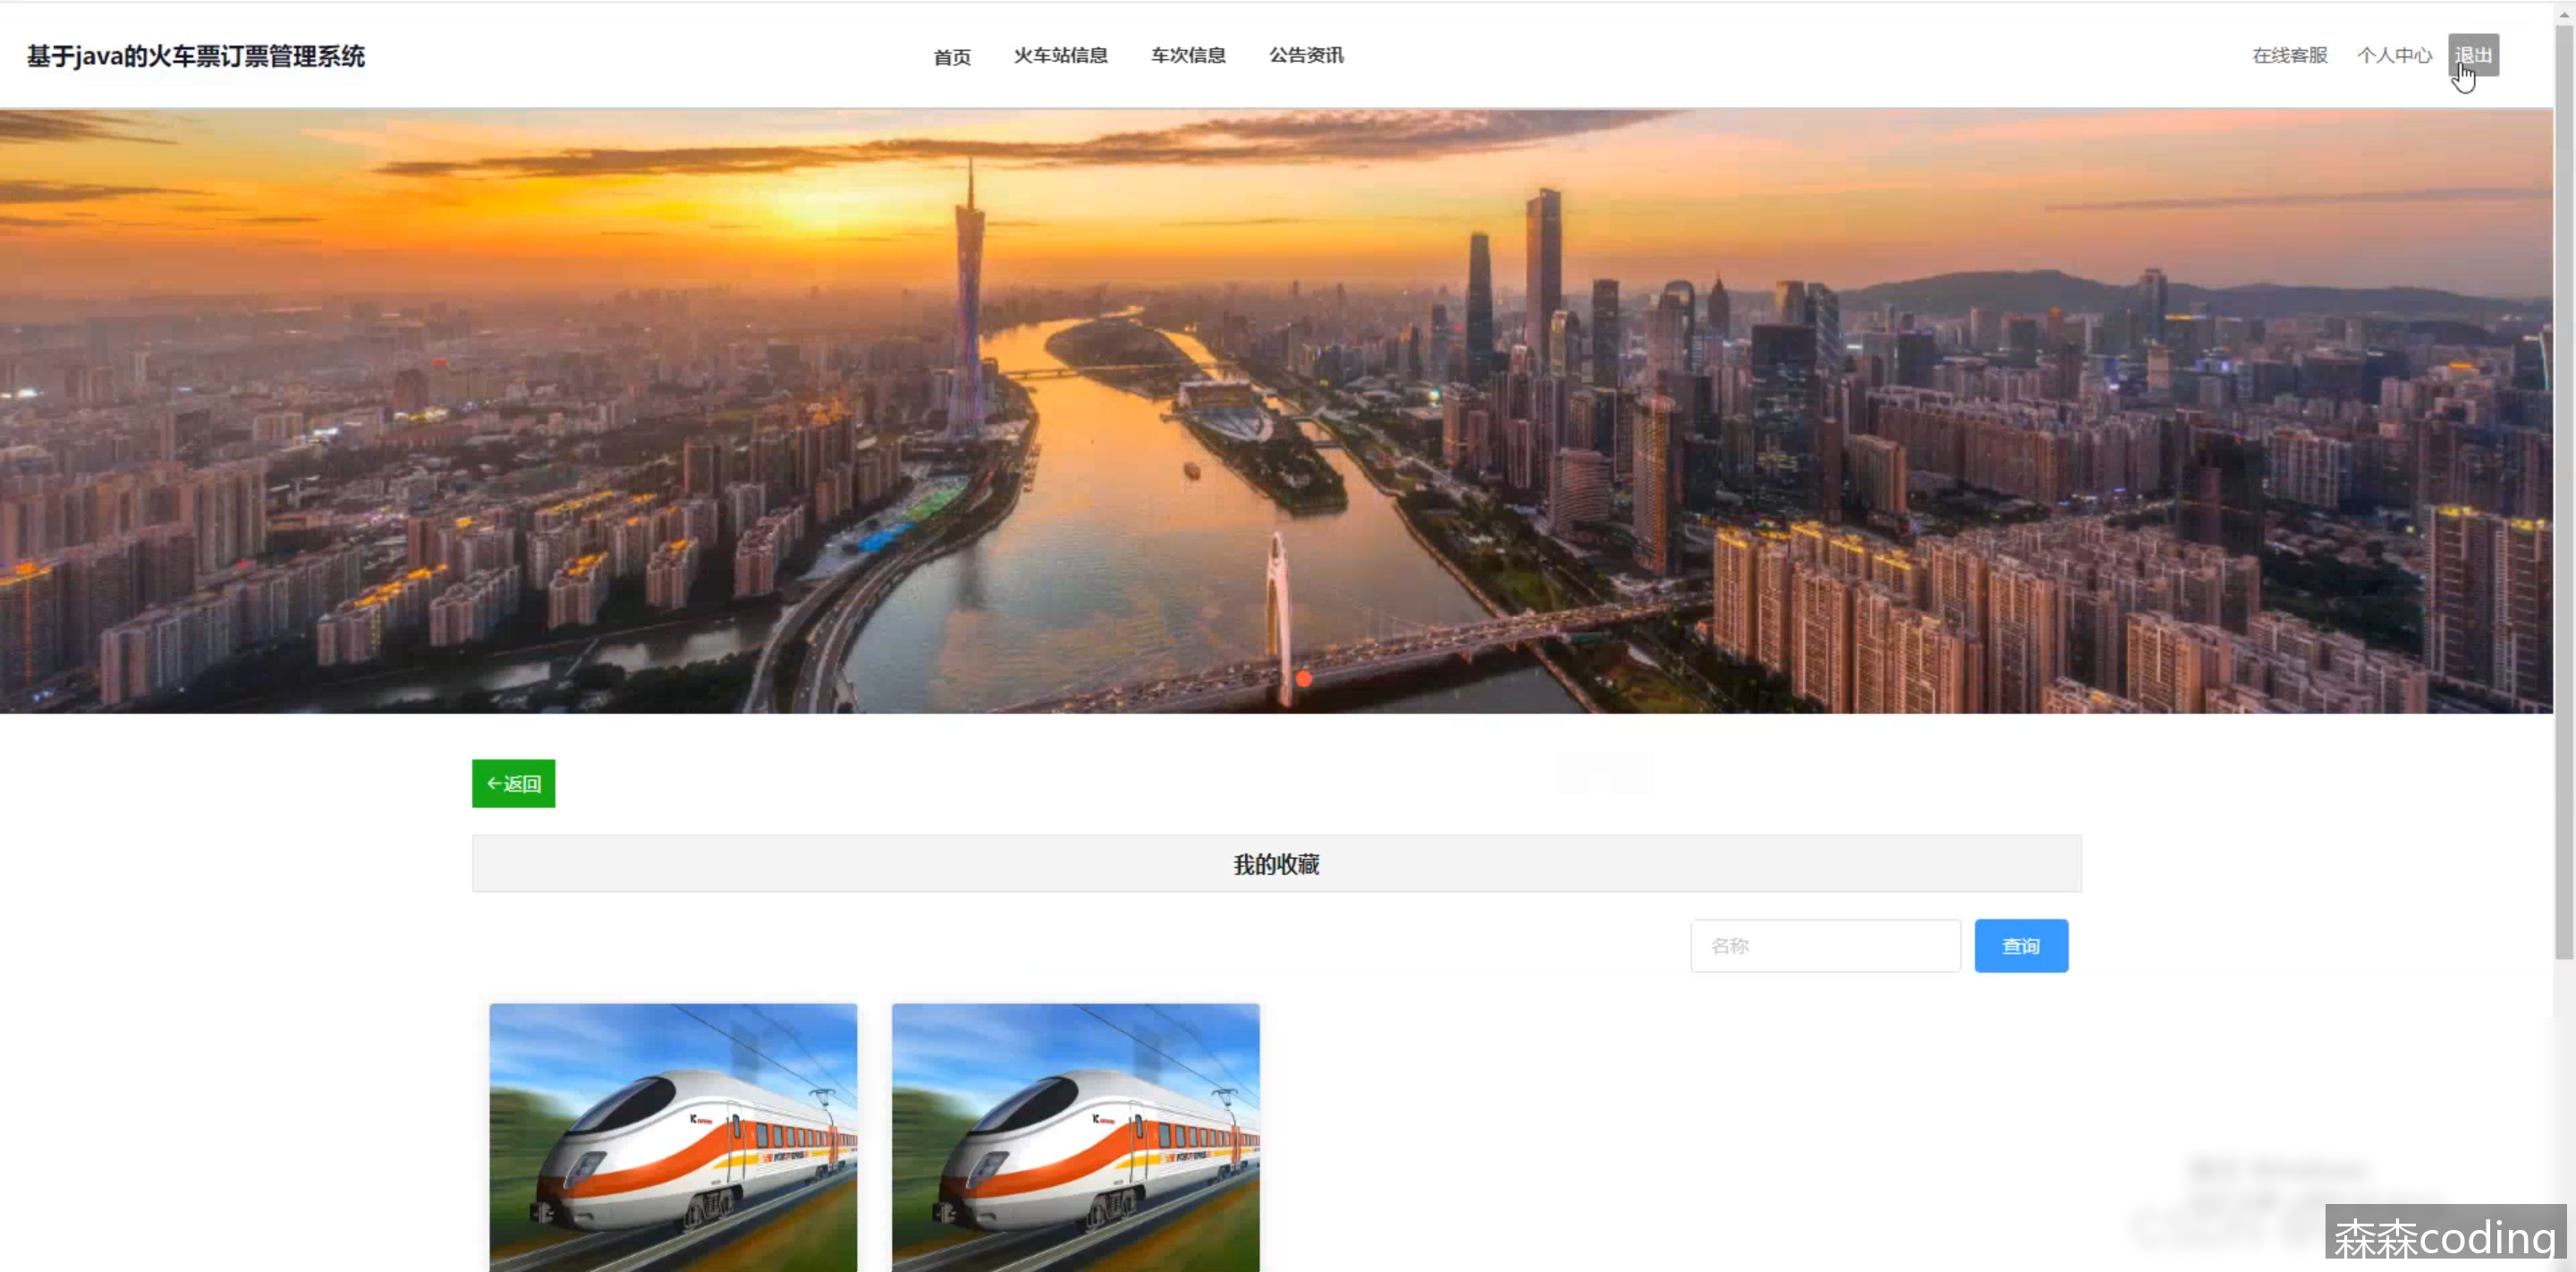 基于java的火车票订票管理系统
首页 火车站信息 车次信息 公告资讯
在线客服 个人中心 退出
←返回
我的收藏
名称 查询
森森coding